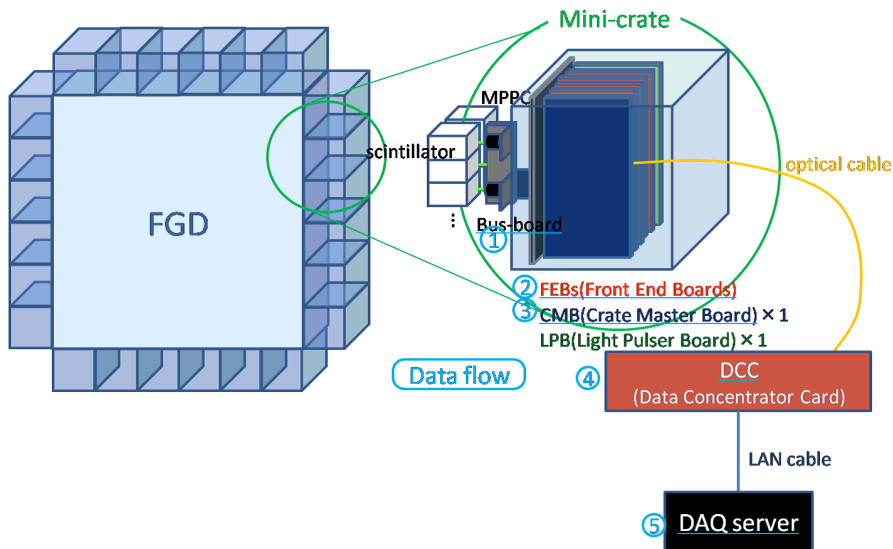 Mini-crate
MPPC
scintillator
optical cable
FGD
⋮
Bus-board
①
② FEBs(Front End Boards)
③ CMB(Crate Master Board) × 1
LPB(Light Pulser Board) × 1
Data flow
④ DCC
(Data Concentrator Card)
LAN cable
⑤ DAQ server